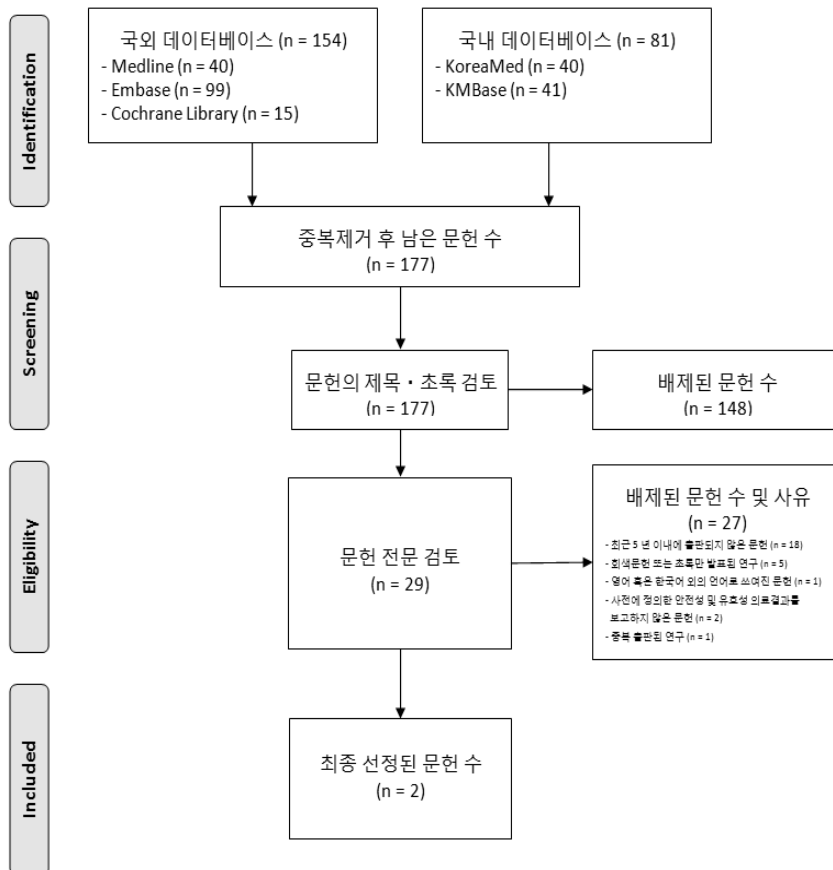 Identification
국외 데이터베이스 (n = 154)
- Medline (n = 40)
- Embase (n = 99)
- Cochrane Library (n = 15)
국내 데이터베이스 (n = 81)
- KoreaMed (n = 40)
- KMBase (n = 41)
중복제거 후 남은 문헌 수
(n = 177)
Screening
문헌의 제목・초록 검토
(n = 177)
배제된 문헌 수
(n = 148)
Eligibility
문헌 전문 검토
(n = 29)
배제된 문헌 수 및 사유
(n = 27)
- 최근 5 년 이내에 출판되지 않은 문헌 (n = 18)
- 회색문헌 또는 초록만 발표된 연구 (n = 5)
- 영어 혹은 한국어 외의 언어로 쓰여진 문헌 (n = 1)
- 사전에 정의한 안전성 및 유효성 의료결과를
보고하지 않은 문헌 (n = 2)
- 중복 출판된 연구 (n = 1)
Included
최종 선정된 문헌 수
(n = 2)